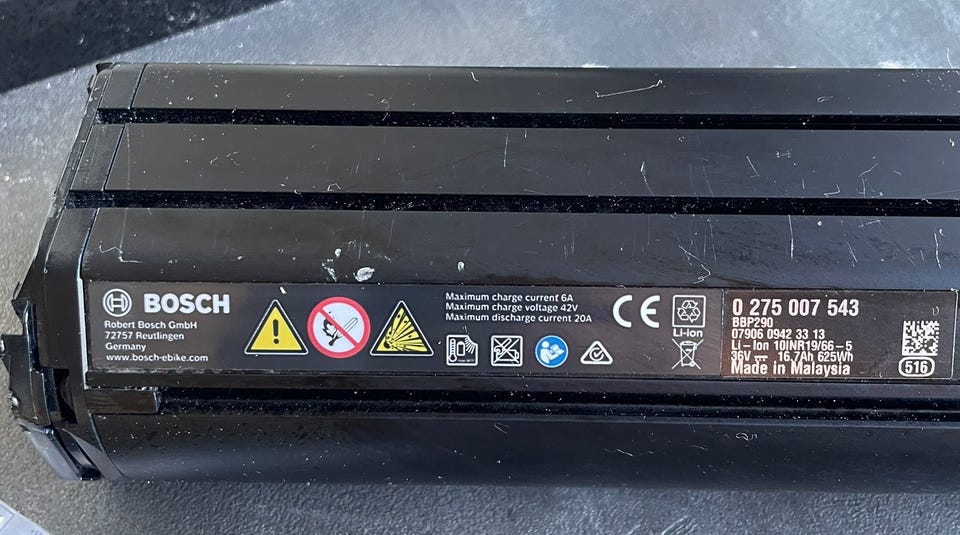 BOSCH
Robert Bosch GmbH
72757 Reutlingen
Germany
www.bosch-ebike.com
Maximum charge current 6A
Maximum charge voltage 42V
Maximum discharge current 20A
CE
Li-ion
0 275 007 543
BBP290
07906 0942 33 13
Li-Ion 10INR19/66-5
36V 16,7Ah 625Wh
Made in Malaysia
516